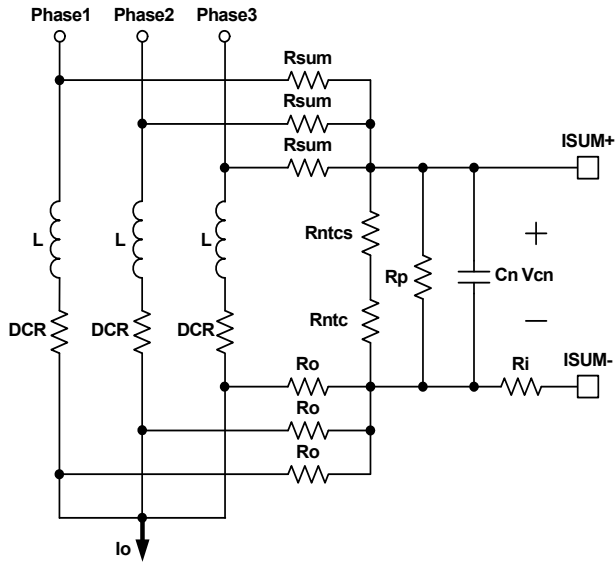 Phase1 Phase2 Phase3
Rsum
Rsum
ISUM+
Rsum
L L L Rntcs
Rp Cn Vcn
DCR DCR DCR Rntc
Ro Ri ISUM-
Ro
Ro
Io